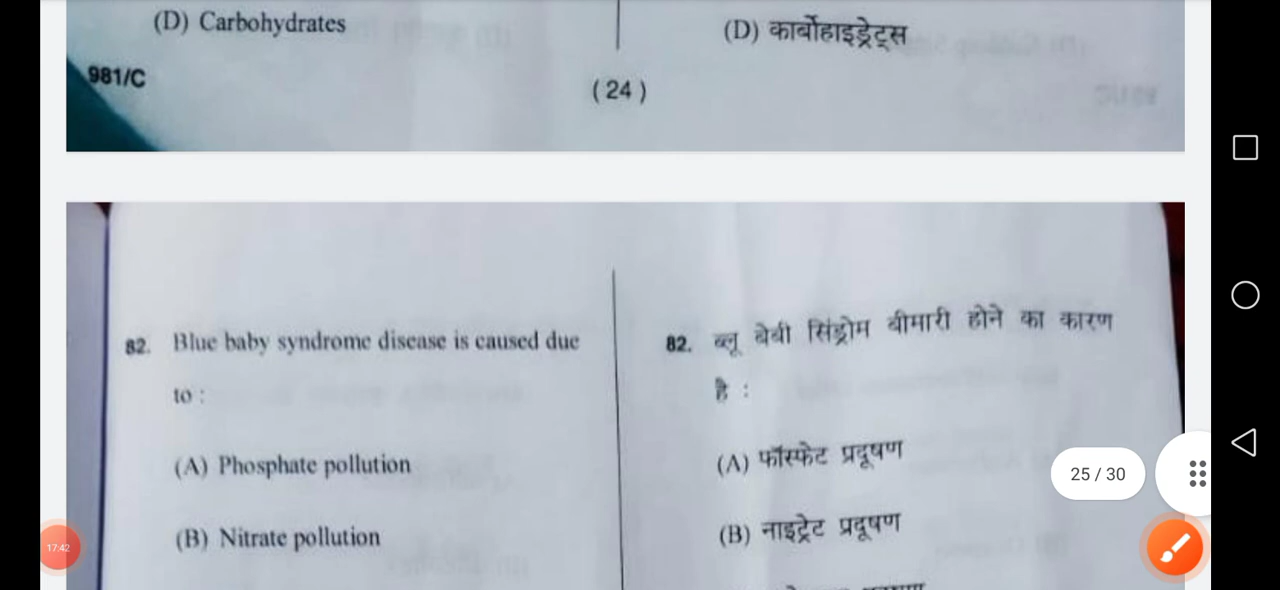 (D) Carbohydrates
(D) कार्बोहाइड्रेट्स
981/C
( 24 )
82. Blue baby syndrome disease is caused due
to :
(A) Phosphate pollution
(B) Nitrate pollution
82. ब्लू बेबी सिंड्रोम बीमारी होने का कारण
है :
(A) फॉस्फेट प्रदूषण
(B) नाइट्रेट प्रदूषण
25 / 30
17:42